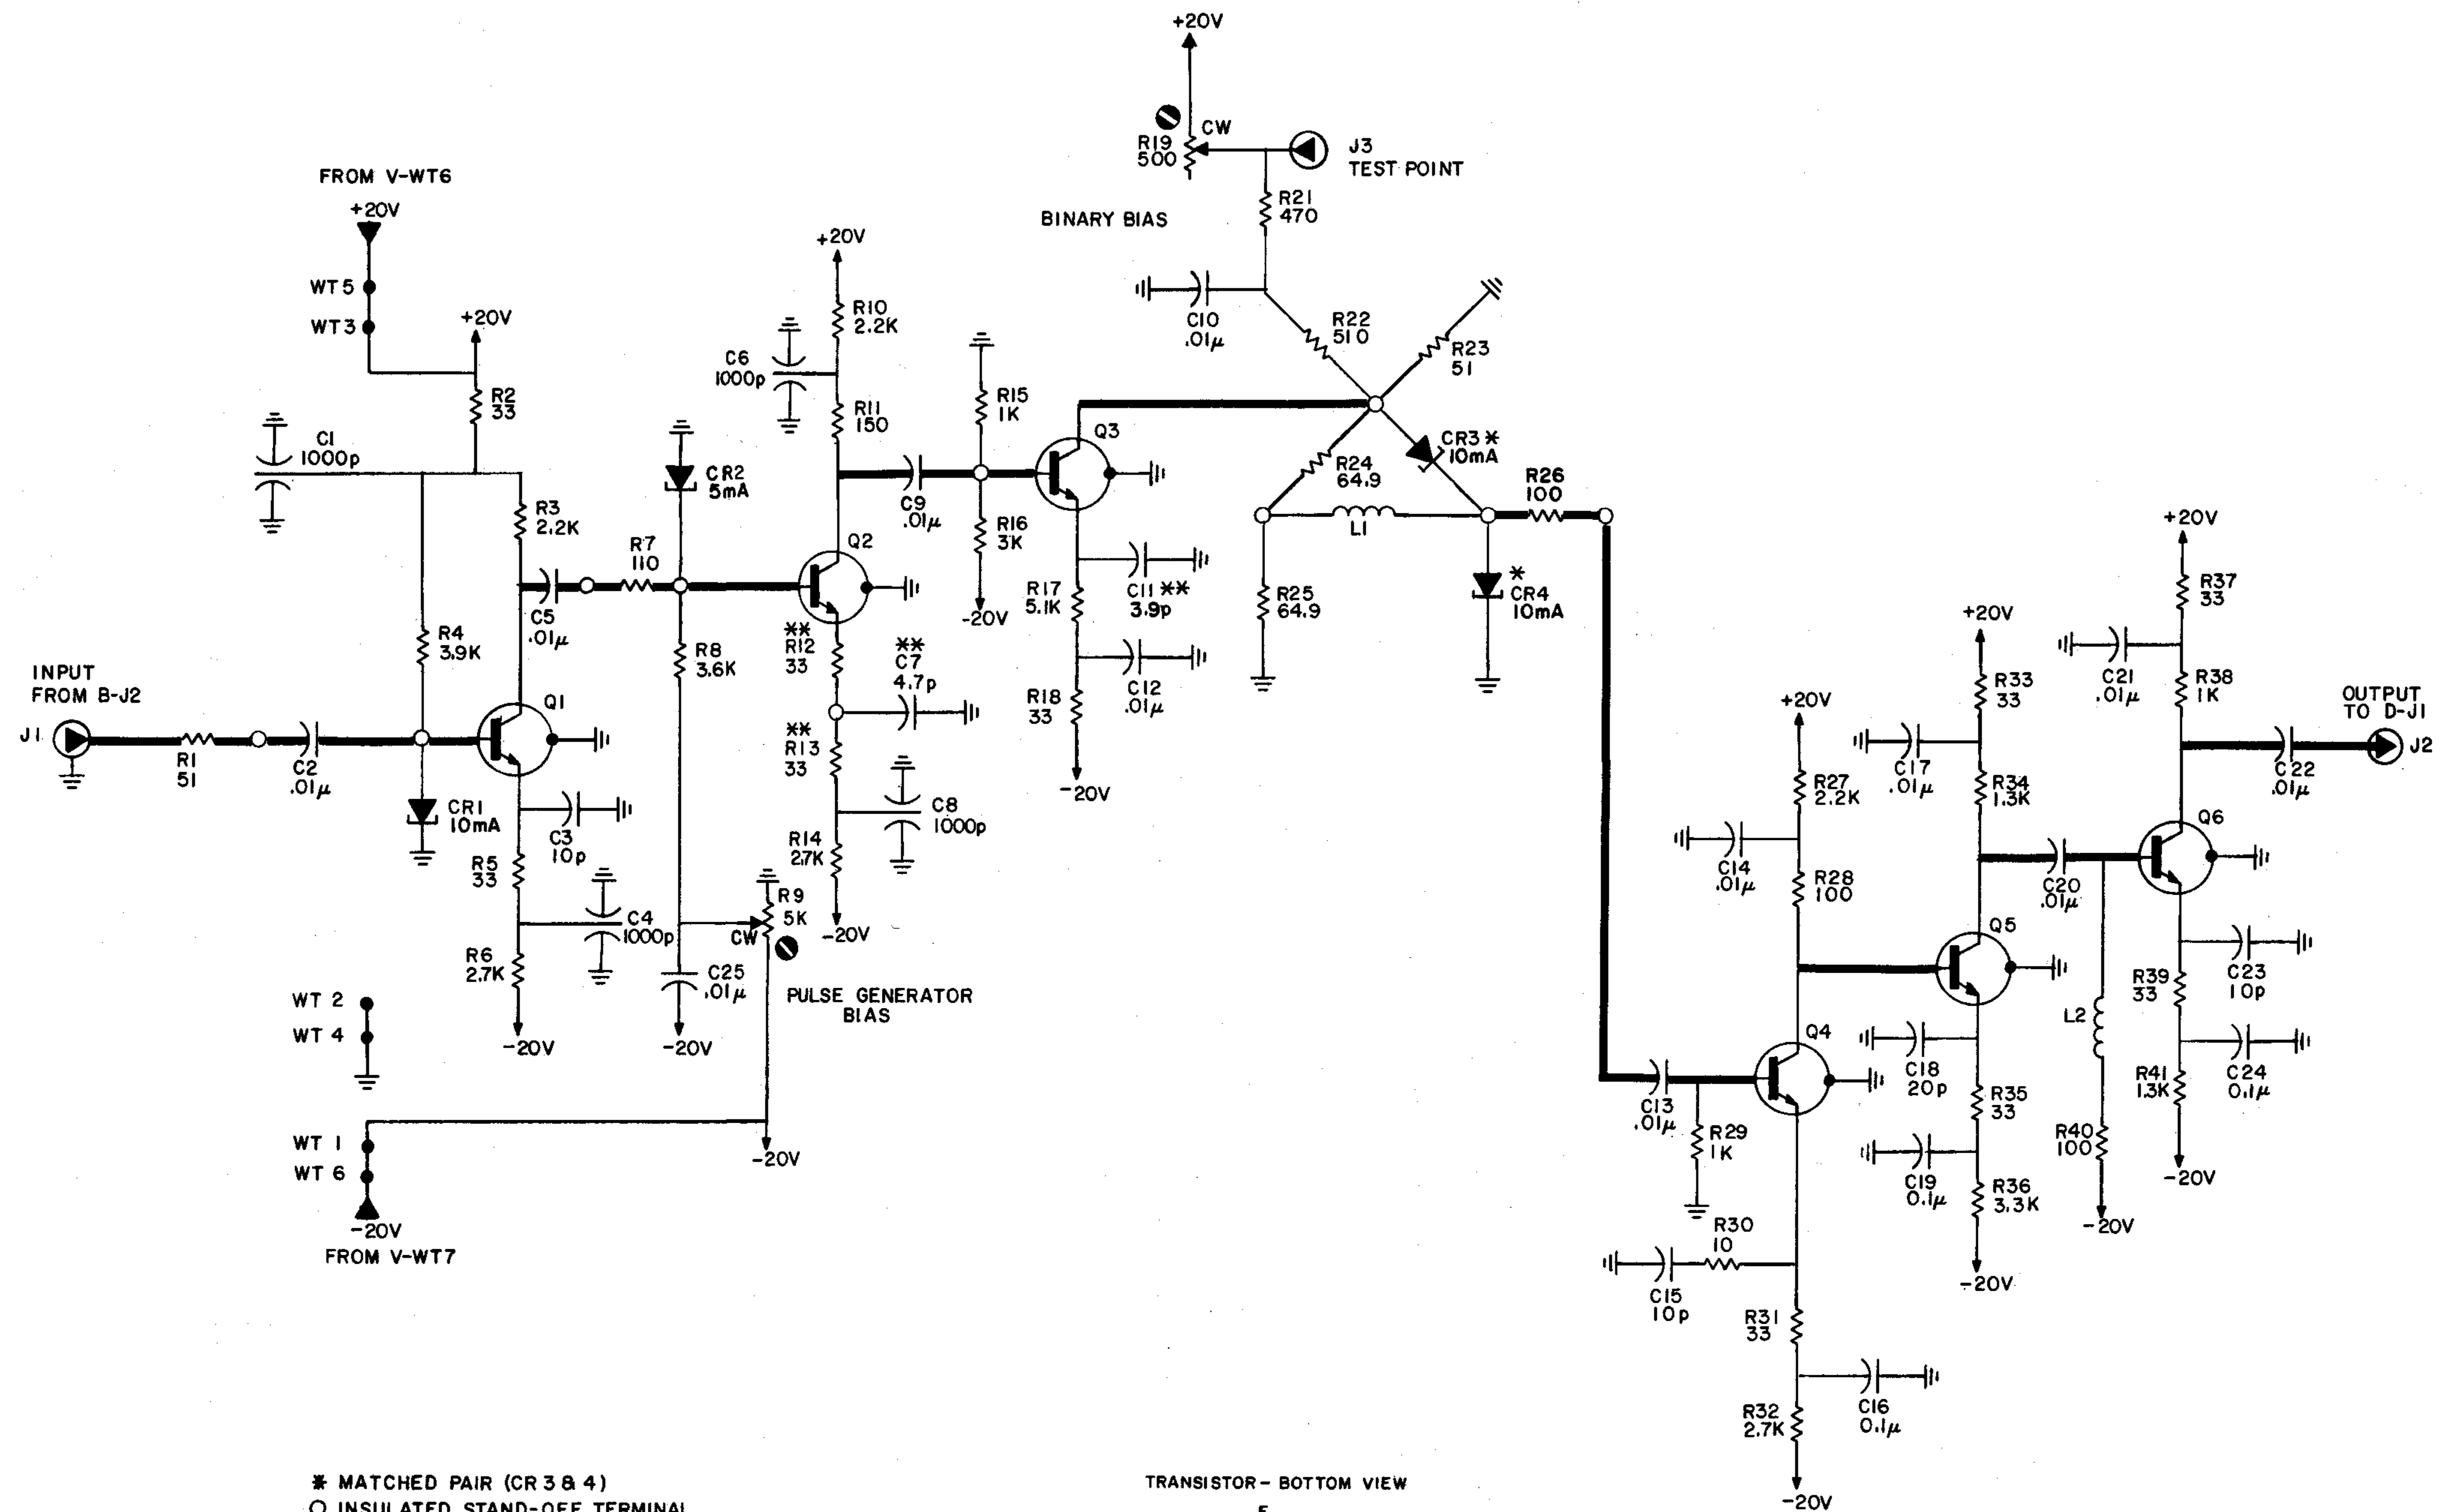 +20V
CW
R19
500
J3
TEST POINT
FROM V-WT6
+20V
R21
470
BINARY BIAS
+20V
WT5
WT3
+20V
R10
2.2K
C10
.01μ
R22
510
R23
51
C6
1000p
R2
33
R15
1K
R11
150
C1
1000p
Q3
CR3*
10mA
R24
64.9
CR2
5mA
R26
100
C9
.01μ
R3
2.2K
R16
3K
L1
+20V
R7
110
Q2
C11**
3.9p
R17
5.1K
-20V
*
CR4
10mA
R25
64.9
R37
33
C5
.01μ
+20V
R4
3.9K
**
R12
33
**
C7
4.7p
R8
3.6K
INPUT
FROM B-J2
C12
.01μ
R18
33
R33
33
C21
.01μ
R38
1K
OUTPUT
TO D-J1
Q1
+20V
J1
R1
51
C2
.01μ
**
R13
33
J2
C17
.01μ
C22
.01μ
-20V
R27
2.2K
R34
1.3K
CR1
10mA
C3
10p
C8
1000p
Q6
R14
2.7K
R5
33
C14
.01μ
R28
100
C20
.01μ
R9
5K
C4
1000p
CW
-20V
Q5
R6
2.7K
C25
.01μ
PULSE GENERATOR
BIAS
WT 2
WT 4
R39
33
C23
10p
L2
-20V
-20V
Q4
C18
20p
R41
1.3K
C24
0.1μ
C13
.01μ
R35
33
WT 1
WT 6
-20V
R29
1K
R40
100
-20V
C19
0.1μ
R36
3.3K
-20V
FROM V-WT7
R30
10
-20V
-20V
C15
10p
R31
33
R32
2.7K
C16
0.1μ
* MATCHED PAIR (CR 3 & 4)
TRANSISTOR - BOTTOM VIEW
O INSULATED STAND-OFF TERMINAL
-20V